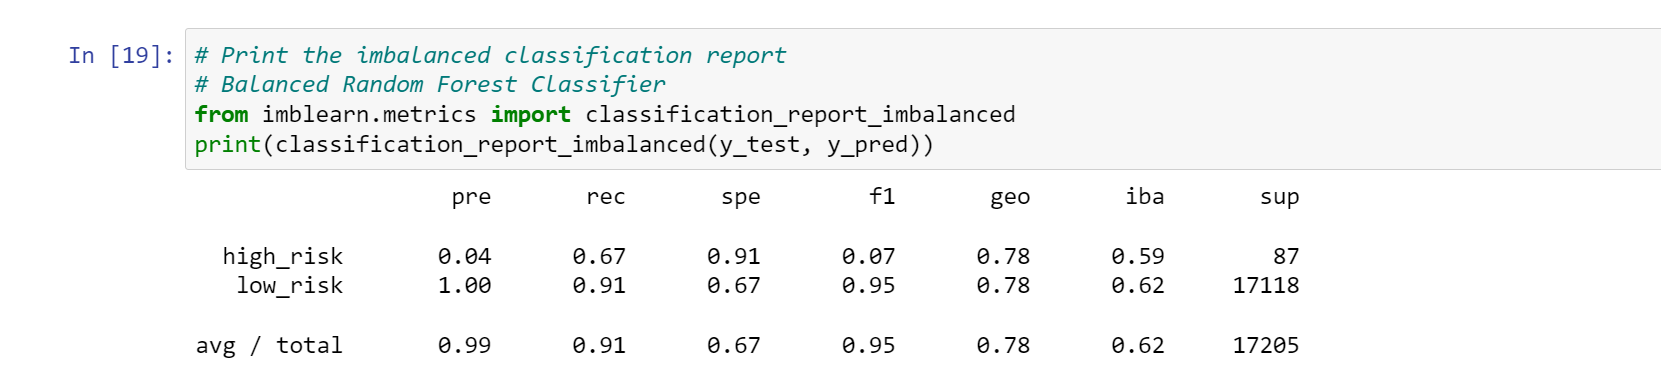 In [19]: # Print the imbalanced classification report
# Balanced Random Forest Classifier
from imblearn.metrics import classification_report_imbalanced
print(classification_report_imbalanced(y_test, y_pred))
pre rec spe f1 geo iba sup
high_risk 0.04 0.67 0.91 0.07 0.78 0.59 87
low_risk 1.00 0.91 0.67 0.95 0.78 0.62 17118
avg / total 0.99 0.91 0.67 0.95 0.78 0.62 17205